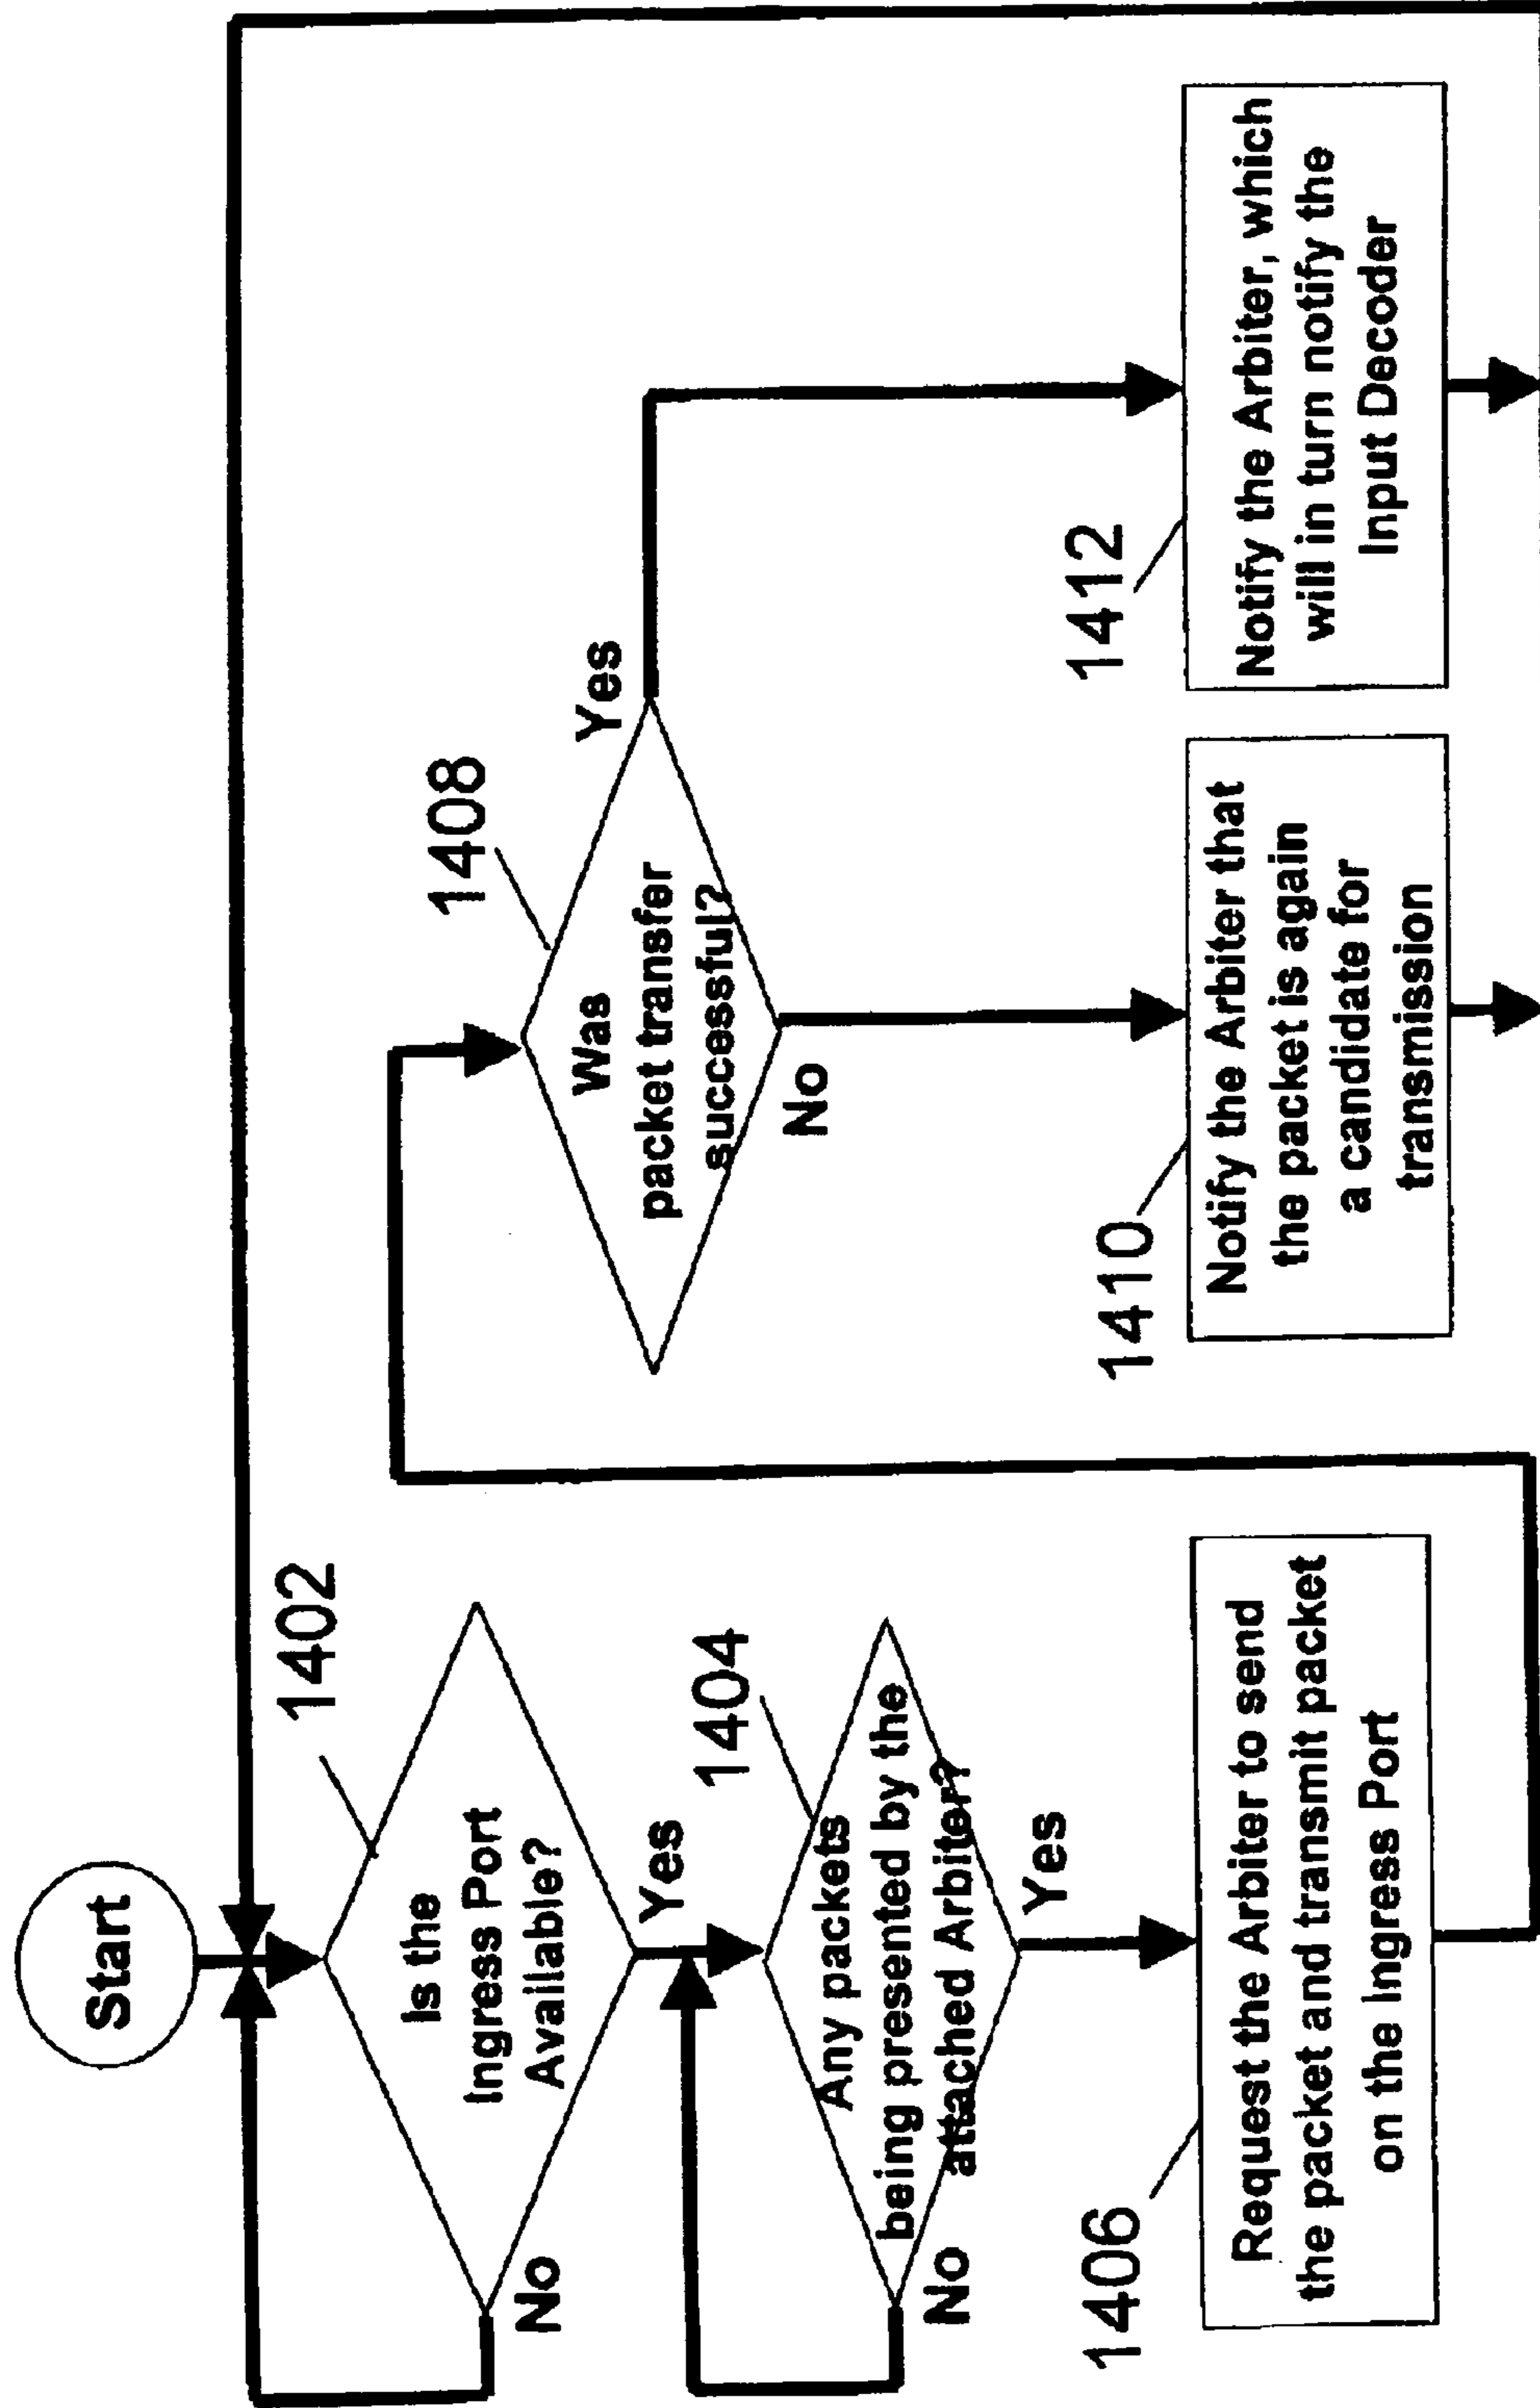 Start
1402
Is the
Ingress Port
Available?
No
Yes
1404
Any packets
being presented by the
attached Arbiter?
No
Yes
1406
Request the Arbiter to send
the packet and transmit packet
on the Ingress Port
1408
Was
packet transfer
successful?
Yes
No
1410
Notify the Arbiter that
the packet is again
a candidate for
transmission
1412
Notify the Arbiter, which
will in turn notify the
Input Decoder